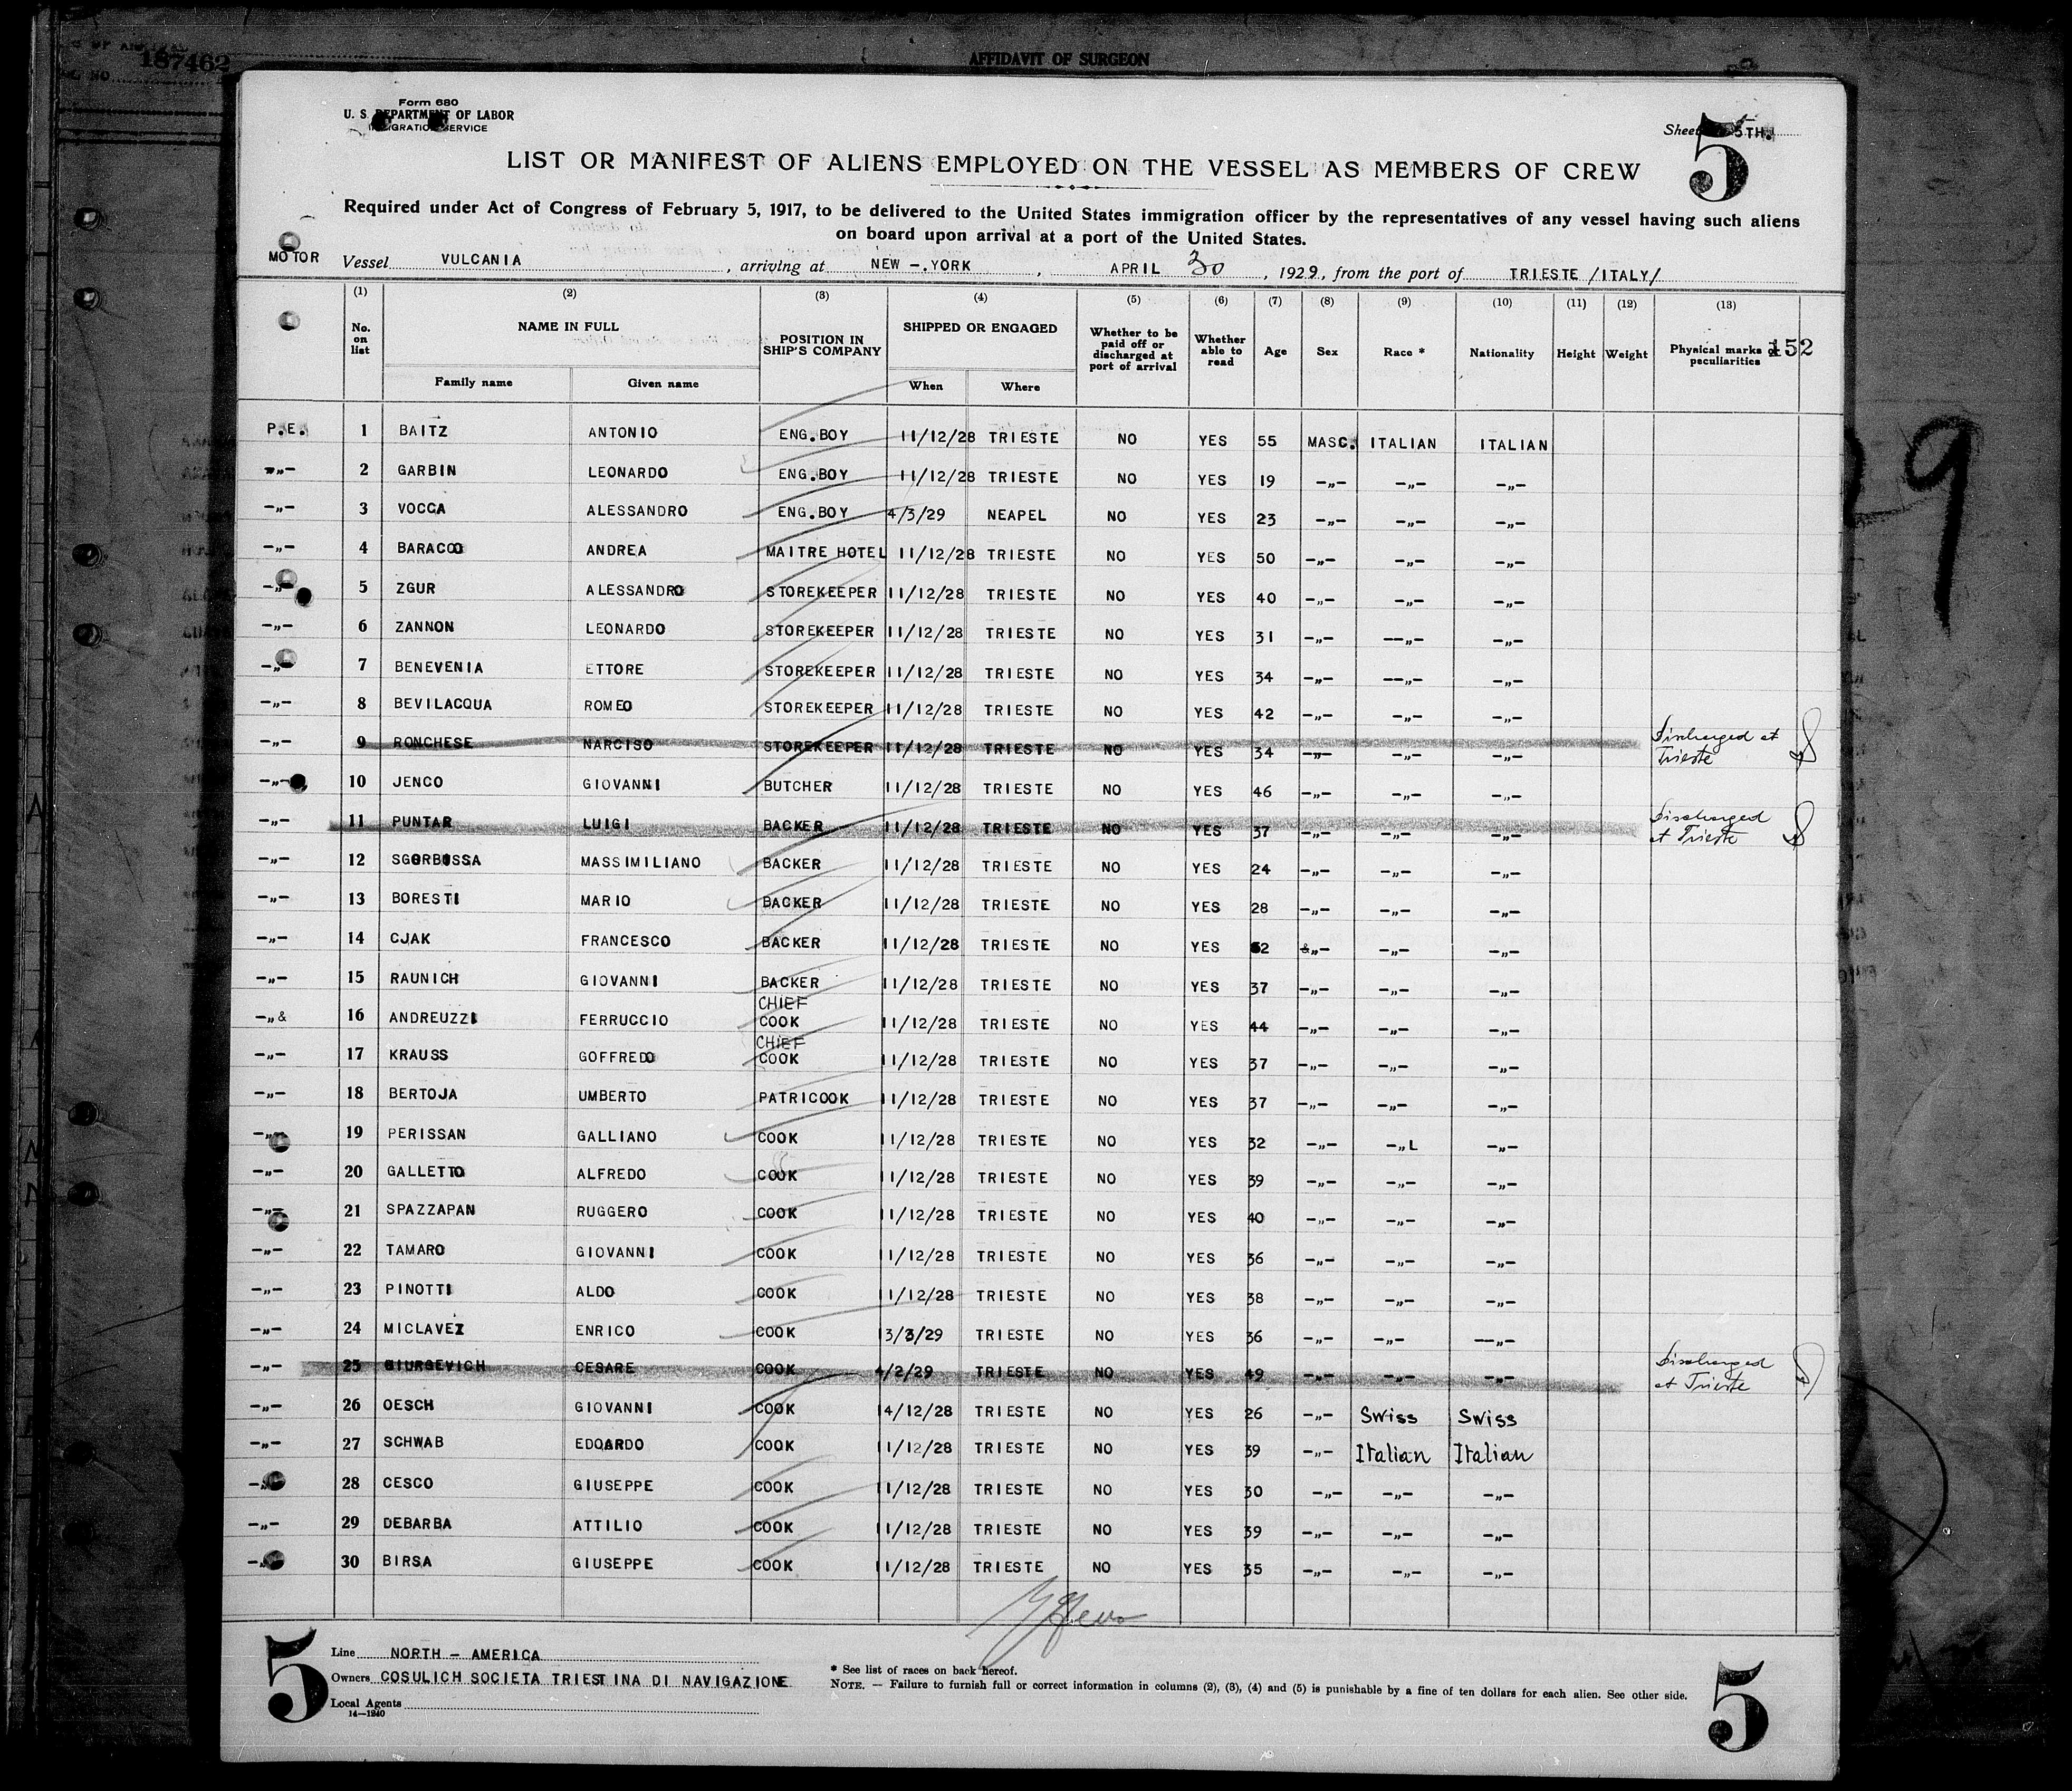 187462
AFFIDAVIT OF SURGEON
Form 680
U. S. DEPARTMENT OF LABOR
IMMIGRATION SERVICE
Sheet 5TH.
5
LIST OR MANIFEST OF ALIENS EMPLOYED ON THE VESSEL AS MEMBERS OF CREW
Required under Act of Congress of February 5, 1917, to be delivered to the United States immigration officer by the representatives of any vessel having such aliens
on board upon arrival at a port of the United States.
MOTOR Vessel VULCANIA, arriving at NEW -.YORK, APRIL 30, 1929, from the port of TRIESTE /ITALY/
(1) (2) (3) (4) (5) (6) (7) (8) (9) (10) (11) (12) (13)
No. on list NAME IN FULL Family name Given name POSITION IN SHIP'S COMPANY SHIPPED OR ENGAGED When Where Whether to be paid off or discharged at port of arrival Whether able to read Age Sex Race * Nationality Height Weight Physical marks or peculiarities 152
P.E. 1 BAITZ ANTONIO ENG.BOY 11/12/28 TRIESTE NO YES 55 MASC. ITALIAN ITALIAN
-„- 2 GARBIN LEONARDO ENG.BOY 11/12/28 TRIESTE NO YES 19 -„- -„- -„-
-„- 3 VOCCA ALESSANDRO ENG.BOY 4/3/29 NEAPEL NO YES 23 -„- -„- -„-
-„- 4 BARACCO ANDREA MAITRE HOTEL 11/12/28 TRIESTE NO YES 50 -„- -„- -„-
-„- 5 ZGUR ALESSANDRO STOREKEEPER 11/12/28 TRIESTE NO YES 40 -„- -„- -„-
-„- 6 ZANNON LEONARDO STOREKEEPER 11/12/28 TRIESTE NO YES 31 -„- --„- -„-
-„- 7 BENEVENIA ETTORE STOREKEEPER 11/12/28 TRIESTE NO YES 34 -„- --„- -„-
-„- 8 BEVILACQUA ROMEO STOREKEEPER 11/12/28 TRIESTE NO YES 42 -„- -„- -„-
-„- 9 RONCHESE NARCISO STOREKEEPER 11/12/28 TRIESTE NO YES 34 -„- -„- -„- Discharged at Trieste
-„- 10 JENCO GIOVANNI BUTCHER 11/12/28 TRIESTE NO YES 46 -„- -„- -„-
-„- 11 PUNTAR LUIGI BACKER 11/12/28 TRIESTE NO YES 37 -„- -„- -„- Discharged at Trieste
-„- 12 SGORBISSA MASSIMILIANO BACKER 11/12/28 TRIESTE NO YES 24 -„- -„- -„-
-„- 13 BORESTI MARIO BACKER 11/12/28 TRIESTE NO YES 28 -„- -„- -„-
-„- 14 CJAK FRANCESCO BACKER 11/12/28 TRIESTE NO YES 52 &„- -„- -„-
-„- 15 RAUNICH GIOVANNI BACKER 11/12/28 TRIESTE NO YES 37 -„- -„- -„-
-„& 16 ANDREUZZI FERRUCCIO CHIEF COOK 11/12/28 TRIESTE NO YES 44 -„- -„- -„-
-„- 17 KRAUSS GOFFREDO CHIEF COOK 11/12/28 TRIESTE NO YES 37 -„- -„- -„-
-„- 18 BERTOJA UMBERTO PATRICOOK 11/12/28 TRIESTE NO YES 37 -„- -„- -„-
-„- 19 PERISSAN GALLIANO COOK 11/12/28 TRIESTE NO YES 32 -„- -„L -„-
-„- 20 GALLETTO ALFREDO COOK 11/12/28 TRIESTE NO YES 39 -„- -„- -„-
-„- 21 SPAZZAPAN RUGGERO COOK 11/12/28 TRIESTE NO YES 40 -„- -„- -„-
-„- 22 TAMARO GIOVANNI COOK 11/12/28 TRIESTE NO YES 36 -„- -„- -„-
-„- 23 PINOTTI ALDO COOK 11/12/28 TRIESTE NO YES 38 -„- -„- -„-
-„- 24 MICLAVEZ ENRICO COOK 13/3/29 TRIESTE NO YES 36 -„- -„- --„-
-„- 25 GIURGEVICH CESARE COOK 4/2/29 TRIESTE NO YES 49 -„- -„- -„- Discharged at Trieste
-„- 26 OESCH GIOVANNI COOK 14/12/28 TRIESTE NO YES 26 -„- Swiss Swiss
-„- 27 SCHWAB EDOARDO COOK 11/12/28 TRIESTE NO YES 39 -„- Italian Italian
-„- 28 CESCO GIUSEPPE COOK 11/12/28 TRIESTE NO YES 30 -„- -„- -„-
-„- 29 DEBARBA ATTILIO COOK 11/12/28 TRIESTE NO YES 39 -„- -„- -„-
-„- 30 BIRSA GIUSEPPE COOK 11/12/28 TRIESTE NO YES 35 -„- -„- -„-
5
Line NORTH - AMERICA
Owners COSULICH SOCIETA TRIESTINA DI NAVIGAZIONE
Local Agents
14-1240
* See list of races on back hereof.
NOTE. — Failure to furnish full or correct information in columns (2), (3), (4) and (5) is punishable by a fine of ten dollars for each alien. See other side.
5